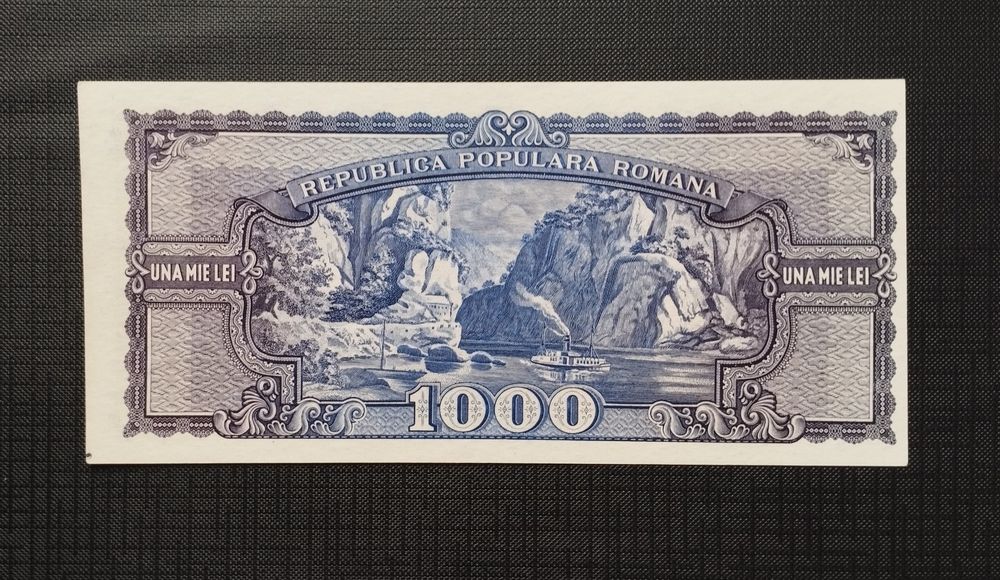 REPUBLICA POPULARA ROMANA
UNA MIE LEI
UNA MIE LEI
1000